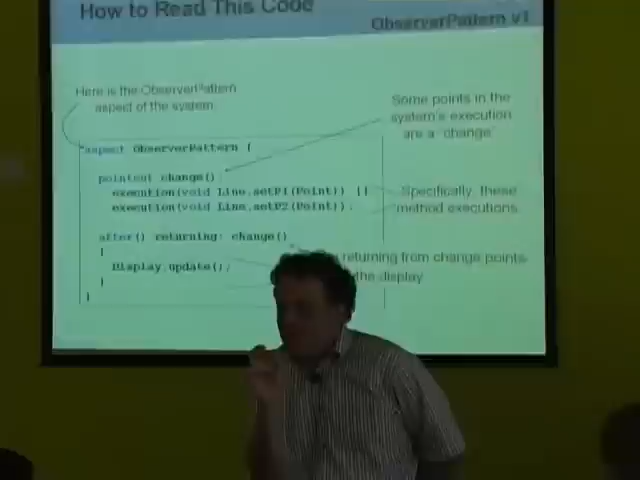 How to Read This Code
ObserverPattern v1
Here is the ObserverPattern
aspect of the system
Some points in the
system's execution
are a "change"
aspect ObserverPattern {
pointcut change():
execution(void Line.setP1(Point)) ||
execution(void Line.setP2(Point));
Specifically, these
method executions.
after() returning: change()
{
Display.update();
}
}
returning from change points
the display